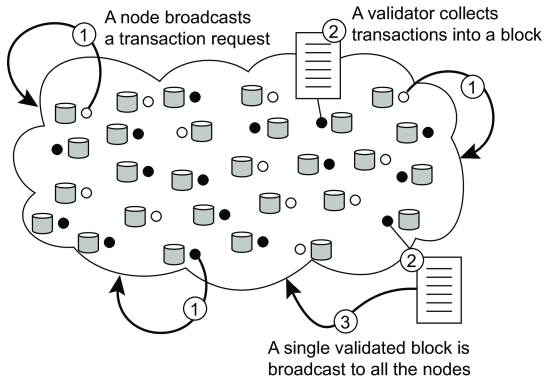 A node broadcasts
a transaction request
1
2
A validator collects
transactions into a block
1
1
2
3
A single validated block is
broadcast to all the nodes